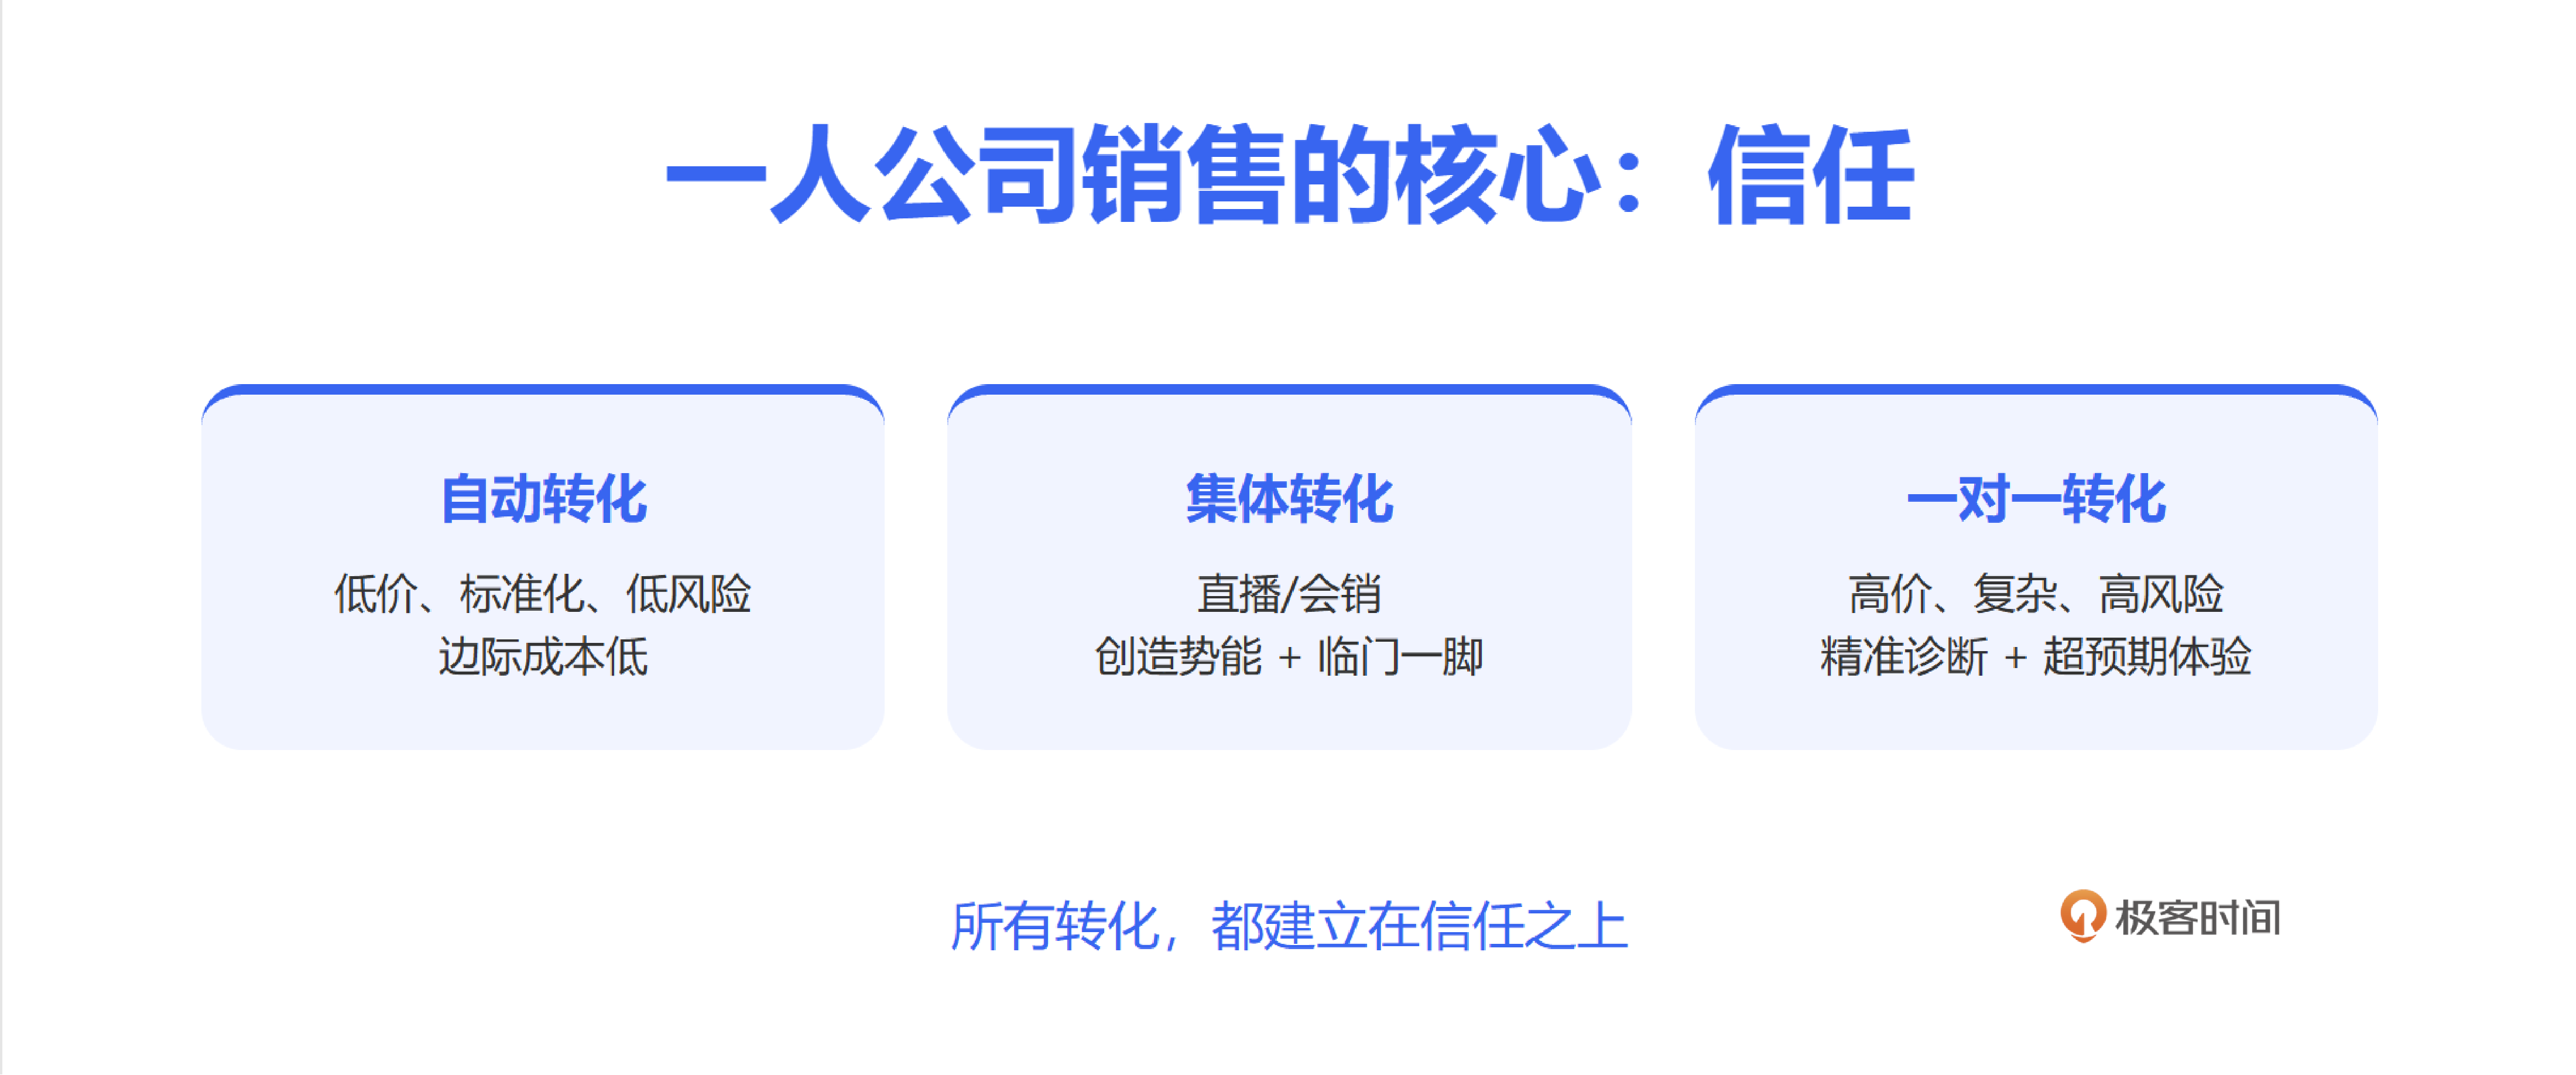 一人公司销售的核心：信任
自动转化
低价、标准化、低风险
边际成本低
集体转化
直播/会销
创造势能 + 临门一脚
一对一转化
高价、复杂、高风险
精准诊断 + 超预期体验
所有转化，都建立在信任之上
极客时间